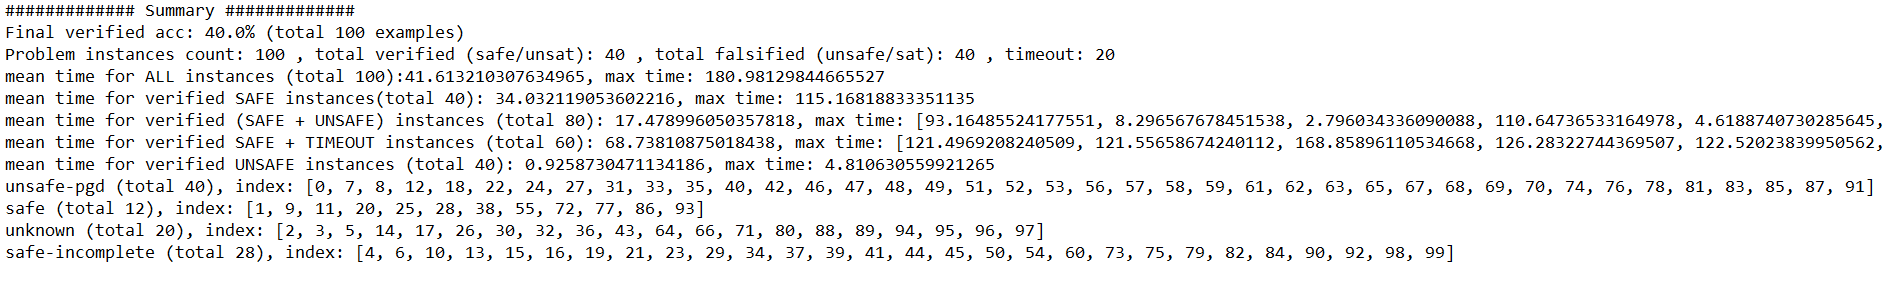 ############# Summary #############
Final verified acc: 40.0% (total 100 examples)
Problem instances count: 100 , total verified (safe/unsat): 40 , total falsified (unsafe/sat): 40 , timeout: 20
mean time for ALL instances (total 100):41.613210307634965, max time: 180.98129844665527
mean time for verified SAFE instances(total 40): 34.032119053602216, max time: 115.16818833351135
mean time for verified (SAFE + UNSAFE) instances (total 80): 17.478996050357818, max time: [93.16485524177551, 8.296567678451538, 2.796034336090088, 110.64736533164978, 4.6188740730285645,
mean time for verified SAFE + TIMEOUT instances (total 60): 68.73810875018438, max time: [121.4969208240509, 121.55658674240112, 168.85896110534668, 126.28322744369507, 122.52023839950562,
mean time for verified UNSAFE instances (total 40): 0.9258730471134186, max time: 4.810630559921265
unsafe-pgd (total 40), index: [0, 7, 8, 12, 18, 22, 24, 27, 31, 33, 35, 40, 42, 46, 47, 48, 49, 51, 52, 53, 56, 57, 58, 59, 61, 62, 63, 65, 67, 68, 69, 70, 74, 76, 78, 81, 83, 85, 87, 91]
safe (total 12), index: [1, 9, 11, 20, 25, 28, 38, 55, 72, 77, 86, 93]
unknown (total 20), index: [2, 3, 5, 14, 17, 26, 30, 32, 36, 43, 64, 66, 71, 80, 88, 89, 94, 95, 96, 97]
safe-incomplete (total 28), index: [4, 6, 10, 13, 15, 16, 19, 21, 23, 29, 34, 37, 39, 41, 44, 45, 50, 54, 60, 73, 75, 79, 82, 84, 90, 92, 98, 99]